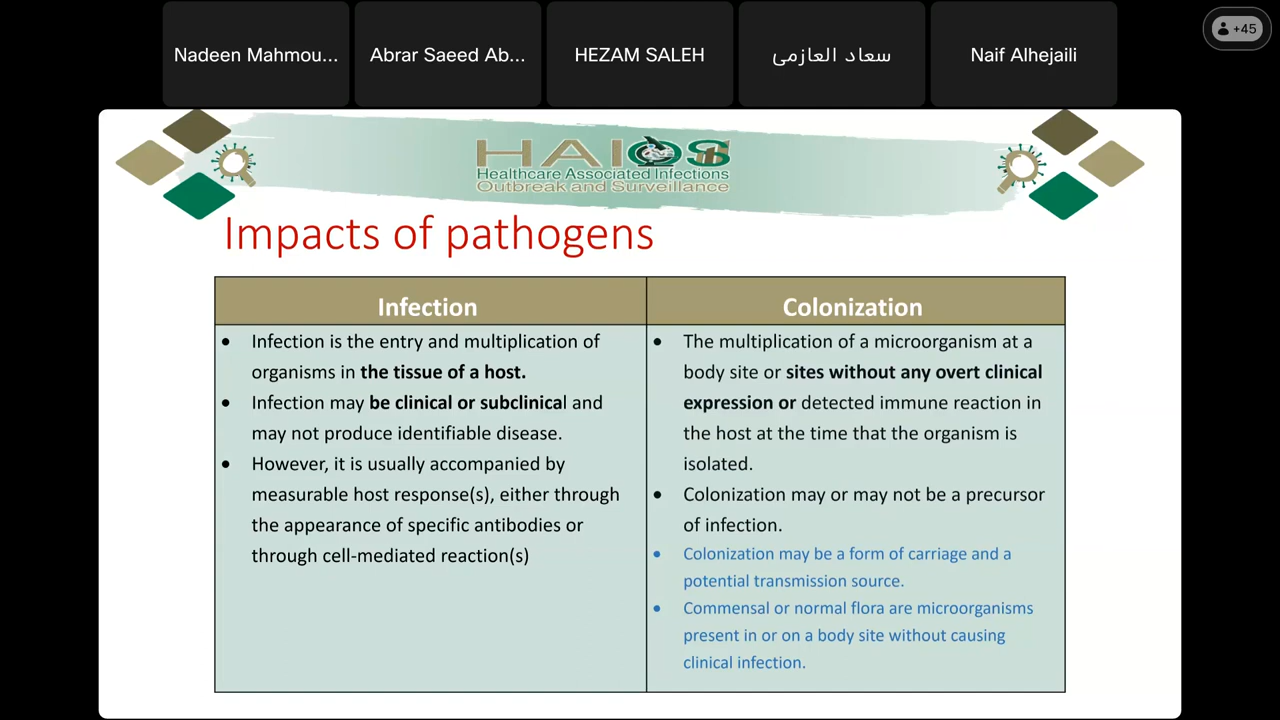 Nadeen Mahmou...
Abrar Saeed Ab...
HEZAM SALEH
سعاد العازمى
Naif Alhejaili
+45
HAIOS
Healthcare Associated Infections
Outbreak and Surveillance
Impacts of pathogens
Infection
• Infection is the entry and multiplication of
organisms in the tissue of a host.
• Infection may be clinical or subclinical and
may not produce identifiable disease.
• However, it is usually accompanied by
measurable host response(s), either through
the appearance of specific antibodies or
through cell-mediated reaction(s)
Colonization
• The multiplication of a microorganism at a
body site or sites without any overt clinical
expression or detected immune reaction in
the host at the time that the organism is
isolated.
• Colonization may or may not be a precursor
of infection.
• Colonization may be a form of carriage and a
potential transmission source.
• Commensal or normal flora are microorganisms
present in or on a body site without causing
clinical infection.